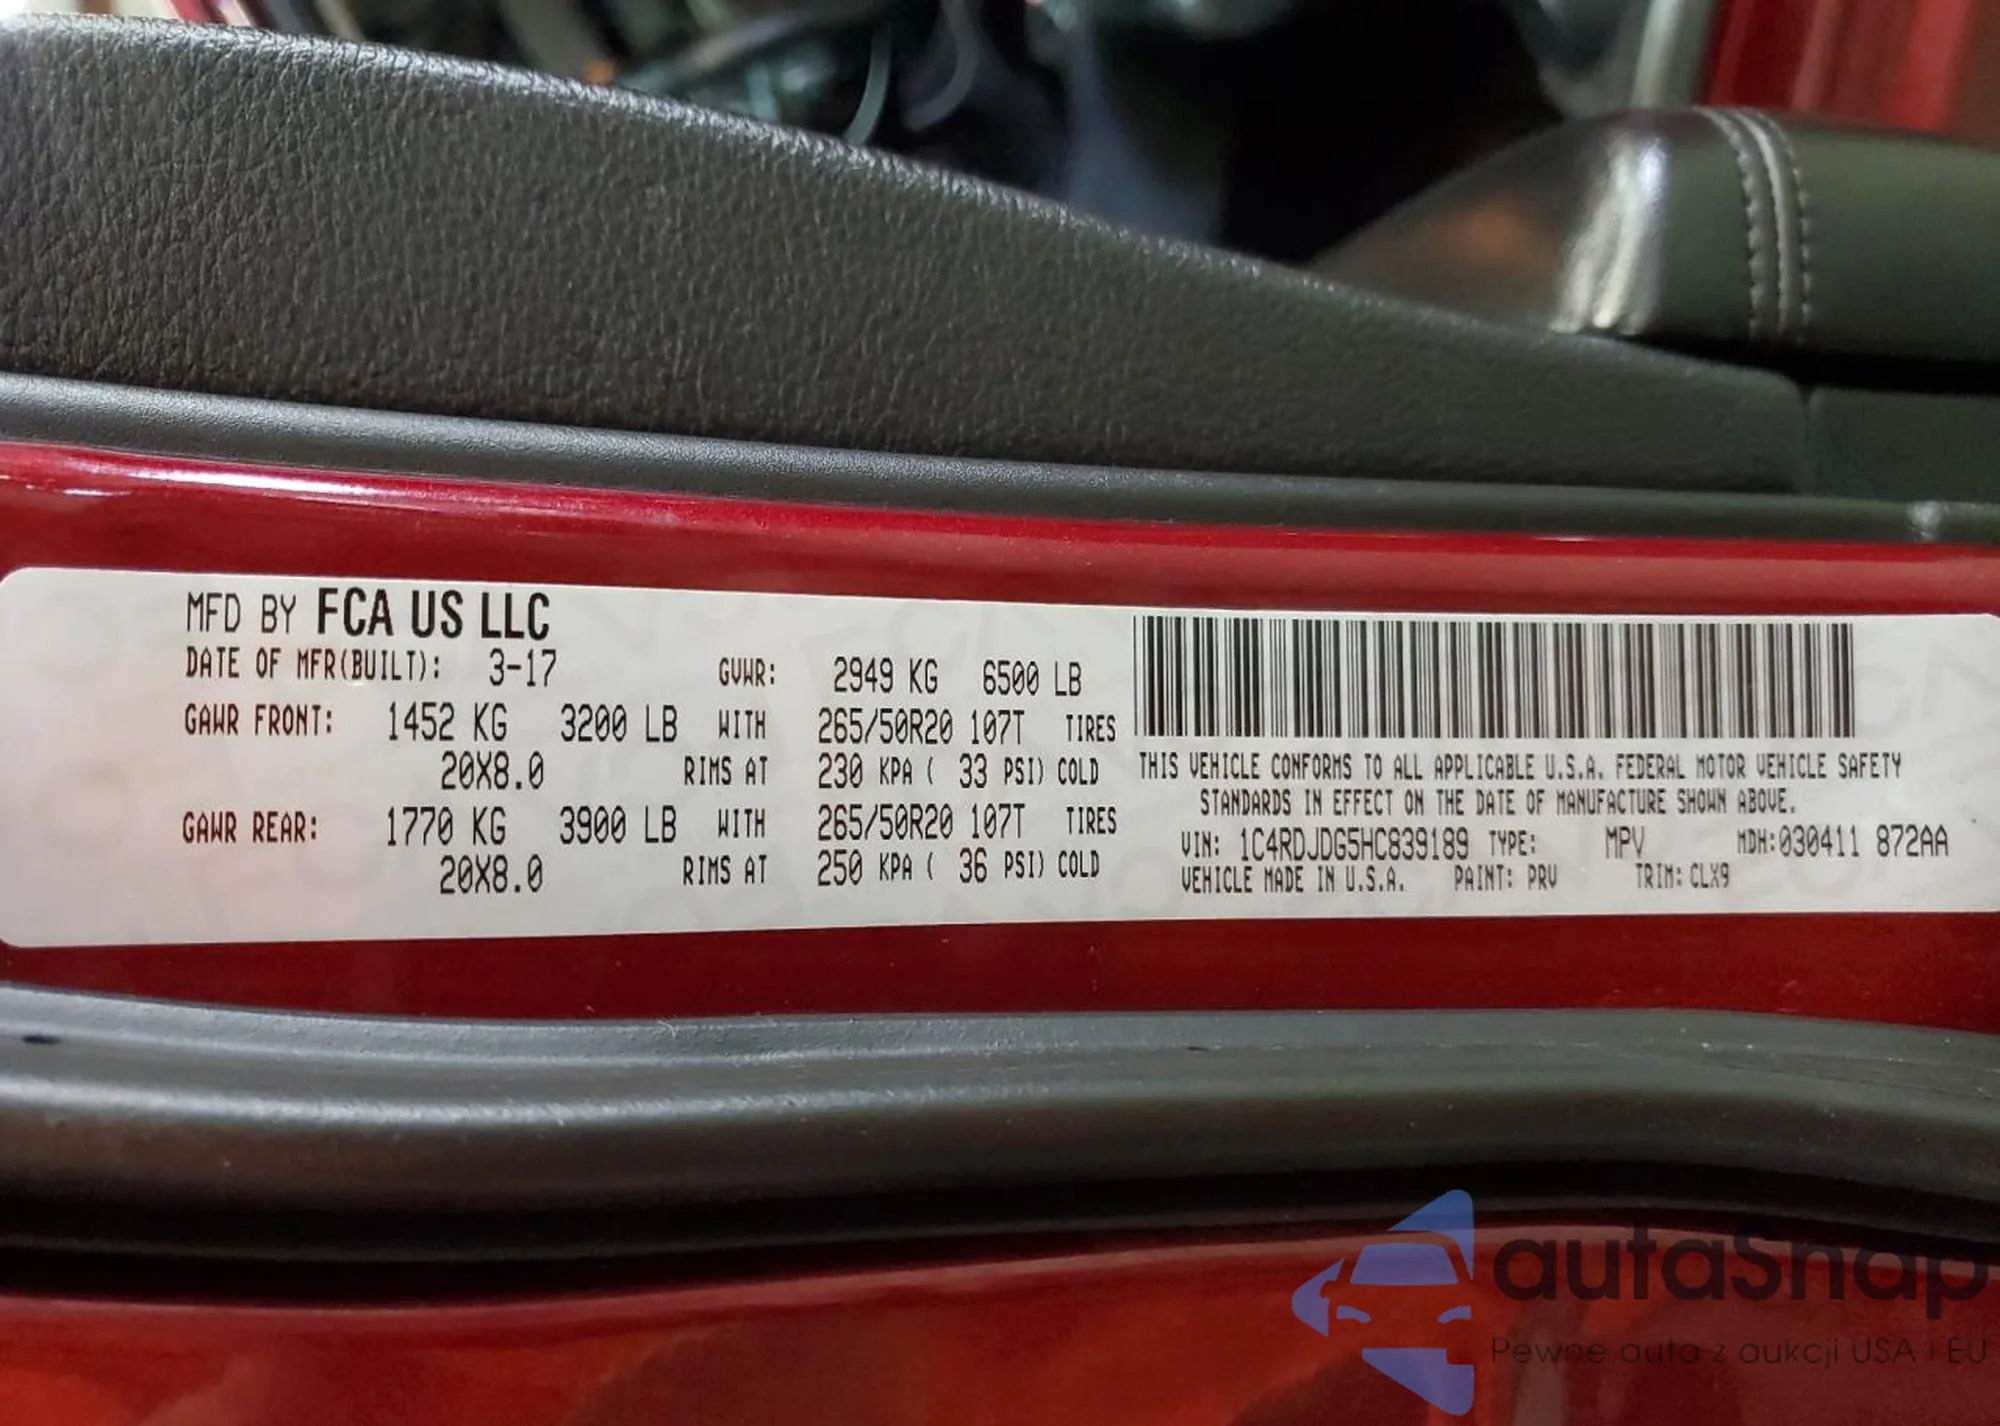 MFD BY FCA US LLC
DATE OF MFR(BUILT): 3-17 GVWR: 2949 KG 6500 LB
GAWR FRONT: 1452 KG 3200 LB WITH 265/50R20 107T TIRES
20X8.0 RIMS AT 230 KPA ( 33 PSI) COLD
GAWR REAR: 1770 KG 3900 LB WITH 265/50R20 107T TIRES
20X8.0 RIMS AT 250 KPA ( 36 PSI) COLD
THIS VEHICLE CONFORMS TO ALL APPLICABLE U.S.A. FEDERAL MOTOR VEHICLE SAFETY
STANDARDS IN EFFECT ON THE DATE OF MANUFACTURE SHOWN ABOVE.
VIN: 1C4RDJDG5HC839189 TYPE: MPV MDH:030411 872AA
VEHICLE MADE IN U.S.A. PAINT: PRV TRIM: CLX9
autaSnap
Pewne auta z aukcji USA i EU